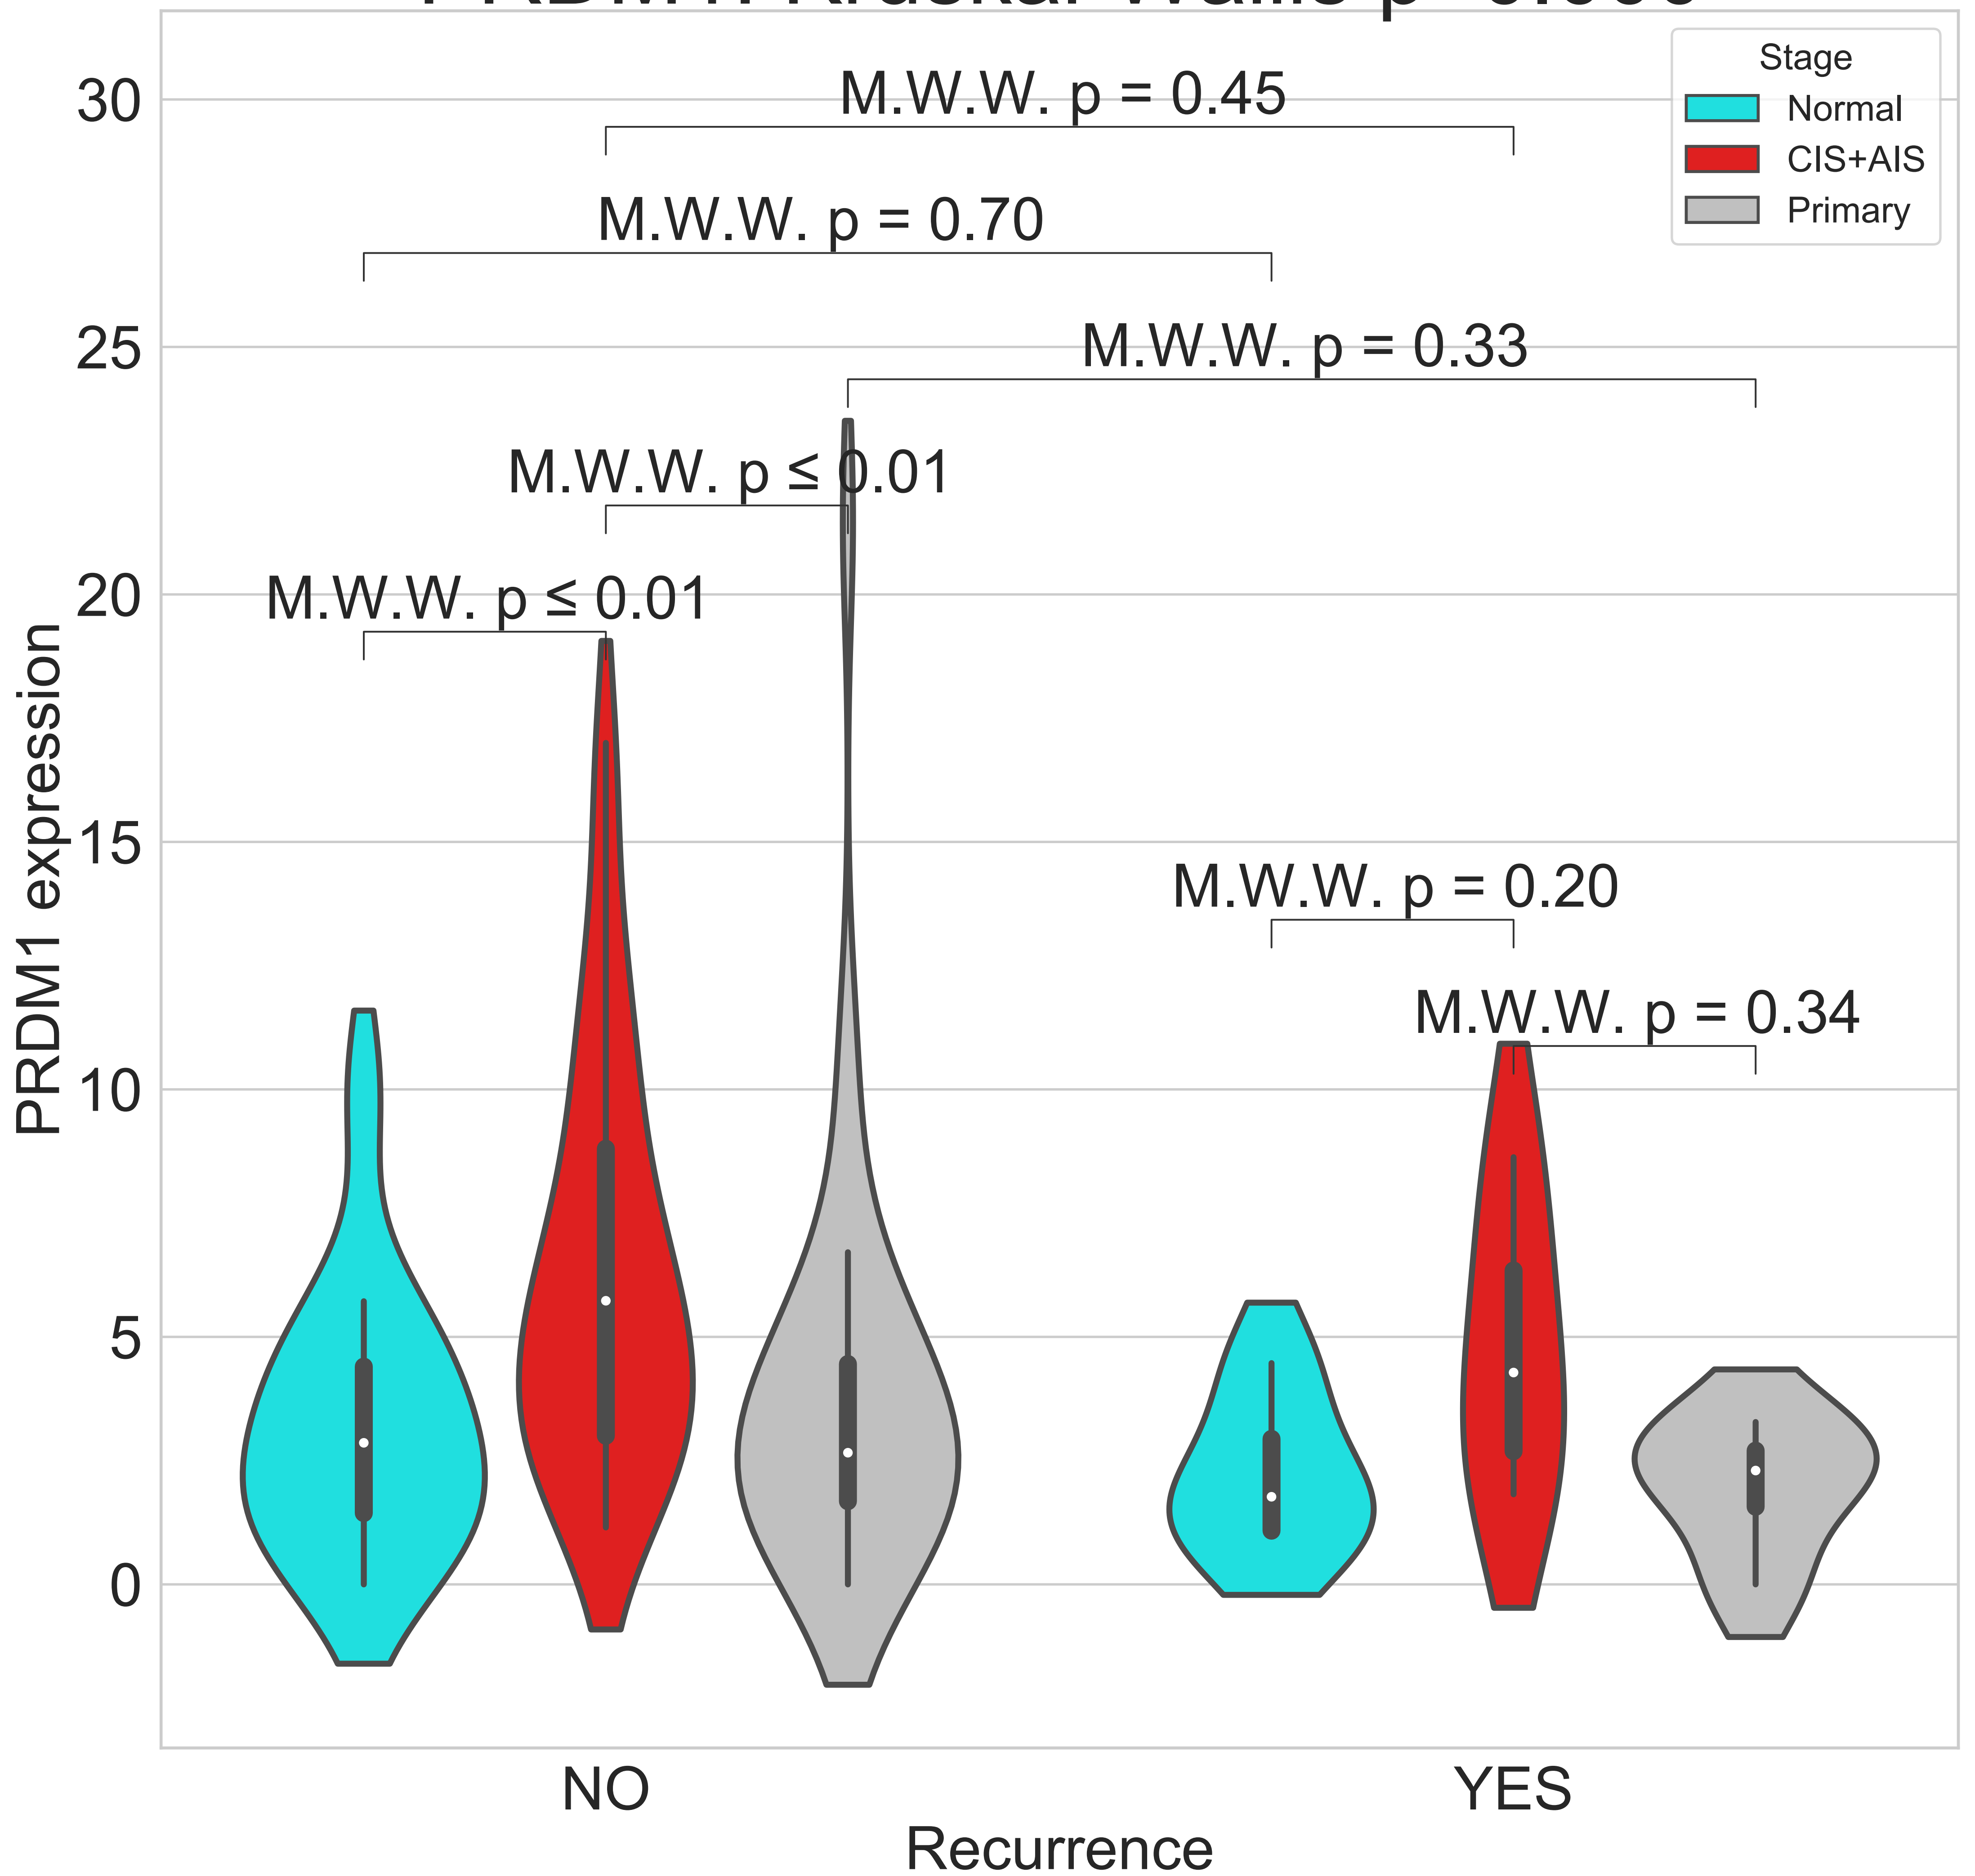 Stage
Normal
CIS+AIS
Primary
M.W.W. p = 0.45
M.W.W. p = 0.70
M.W.W. p = 0.33
M.W.W. p ≤ 0.01
M.W.W. p ≤ 0.01
M.W.W. p = 0.20
M.W.W. p = 0.34
30
25
20
15
10
5
0
PRDM1 expression
NO
YES
Recurrence